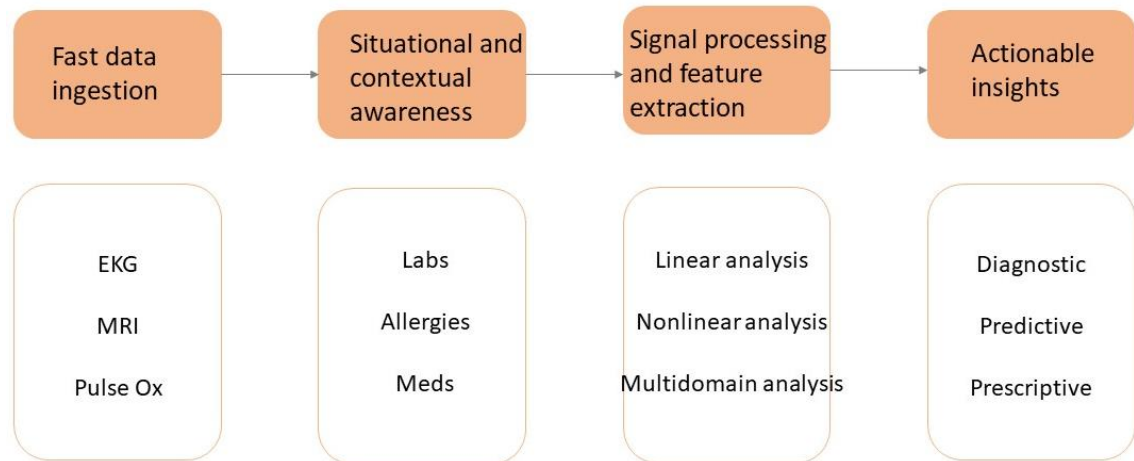 Fast data
ingestion
Situational and
contextual
awareness
Signal processing
and feature
extraction
Actionable
insights
EKG
MRI
Pulse Ox
Labs
Allergies
Meds
Linear analysis
Nonlinear analysis
Multidomain analysis
Diagnostic
Predictive
Prescriptive